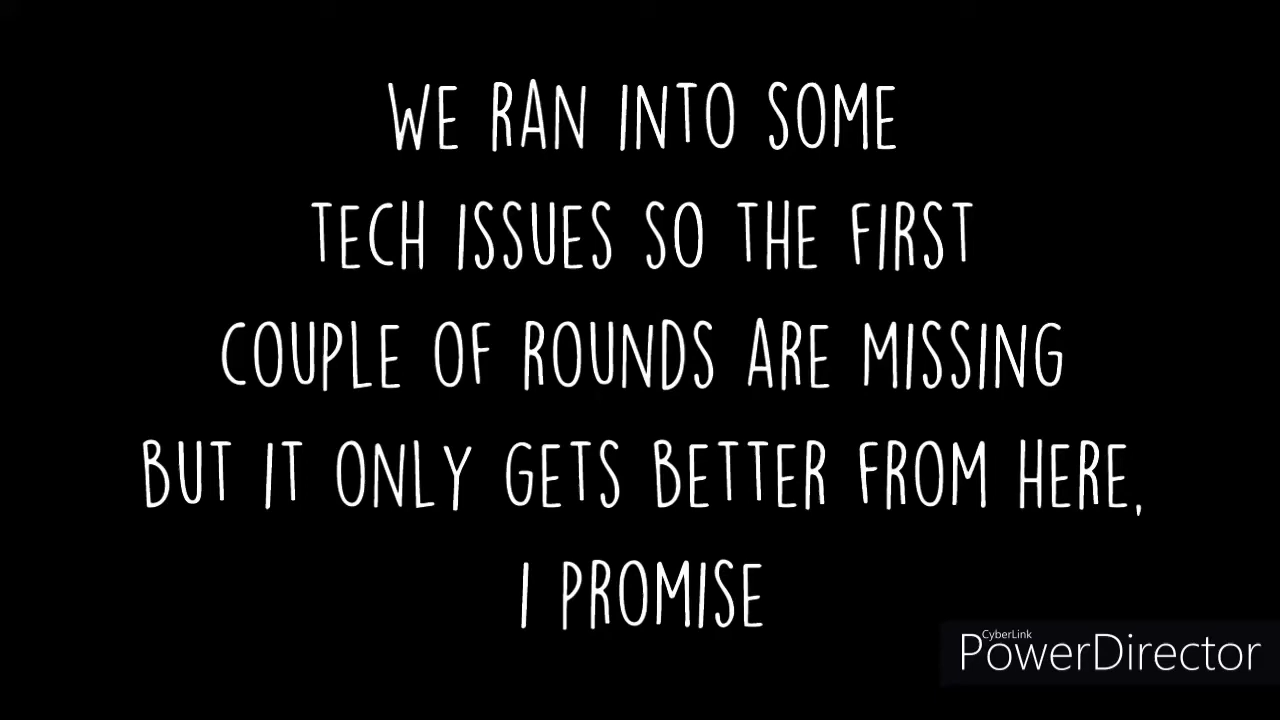 WE RAN INTO SOME
TECH ISSUES SO THE FIRST
COUPLE OF ROUNDS ARE MISSING
BUT IT ONLY GETS BETTER FROM HERE,
I PROMISE
CyberLink
PowerDirector